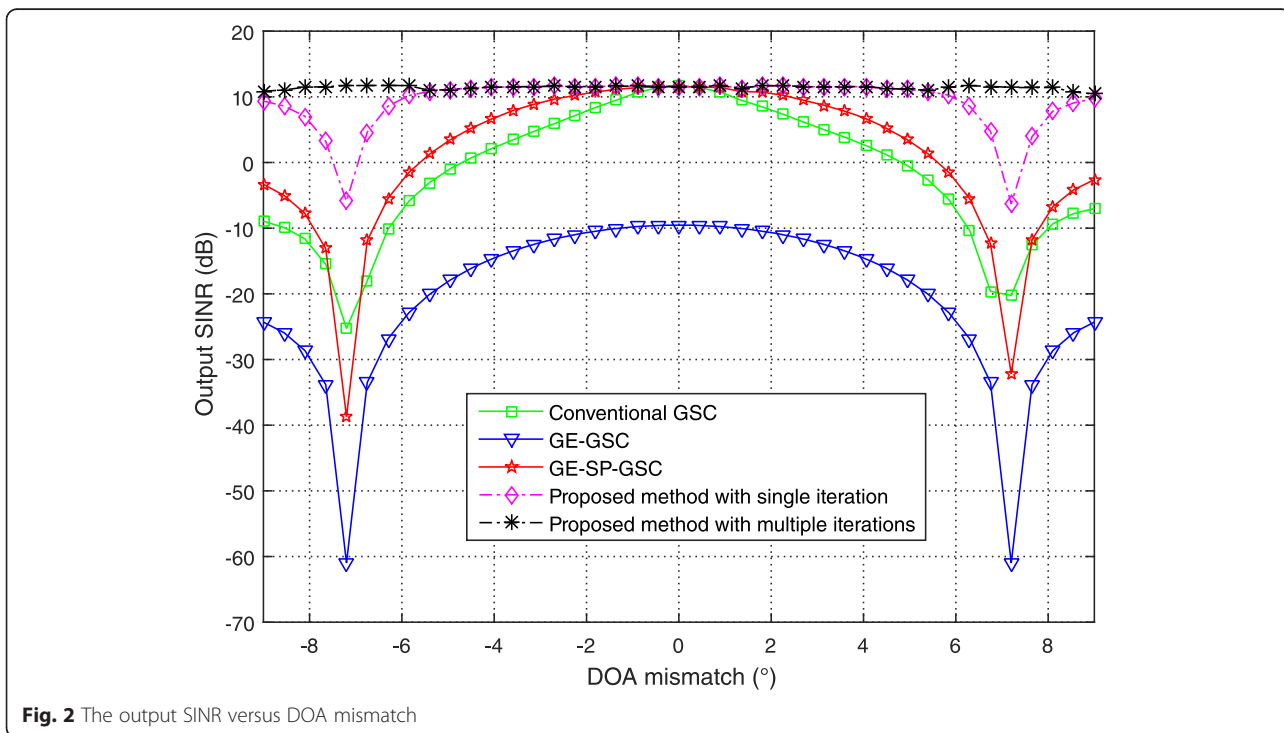 20
10
0
-10
-20
-30
-40
-50
-60
-70
Output SINR (dB)
Conventional GSC
GE-GSC
GE-SP-GSC
Proposed method with single iteration
Proposed method with multiple iterations
-8 -6 -4 -2 0 2 4 6 8
DOA mismatch (°)
Fig. 2 The output SINR versus DOA mismatch